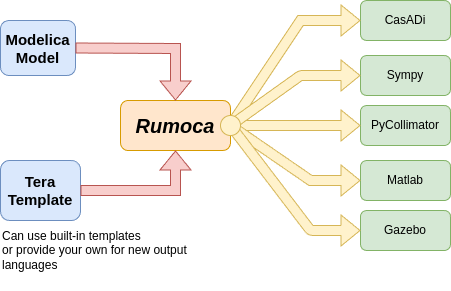 Modelica
Model
Rumoca
Tera
Template
Can use built-in templates
or provide your own for new output
languages
CasADi
Sympy
PyCollimator
Matlab
Gazebo